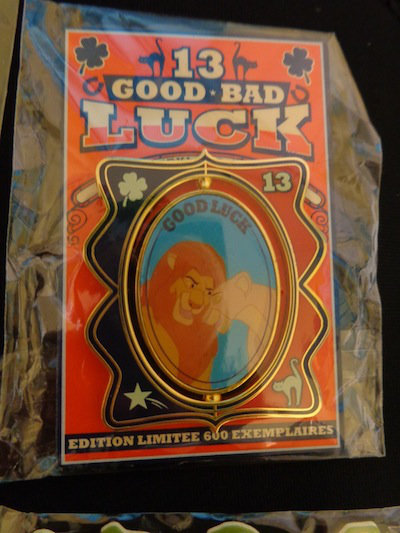 13
GOOD ★ BAD
LUCK
13
GOOD LUCK
EDITION LIMITEE 600 EXEMPLAIRES